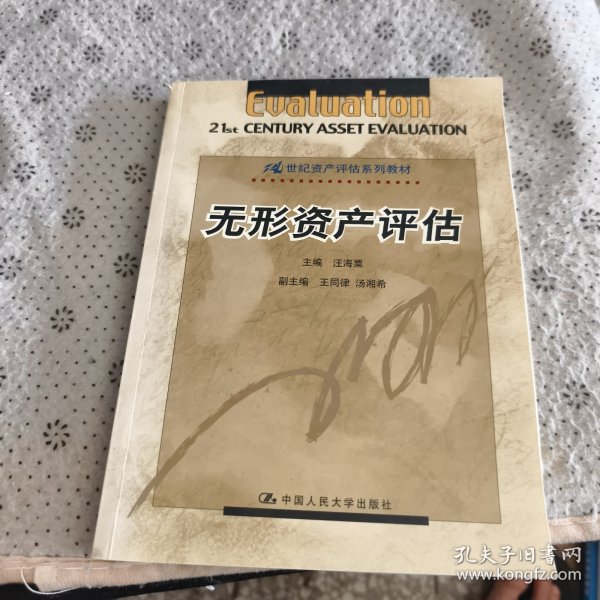 Evaluation
21st CENTURY ASSET EVALUATION
21世纪资产评估系列教材
无形资产评估
主编 汪海粟
副主编 王同律 汤湘希
中国人民大学出版社
孔夫子旧书网
www.kongfz.com